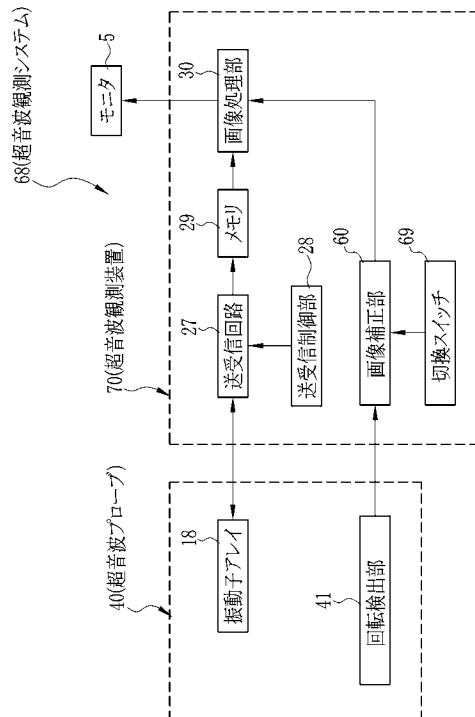 68(超音波観測システム)
モニタ
5
70(超音波観測装置)
画像処理部
30
メモリ
29
送受信回路
27
送受信制御部
28
画像補正部
60
切換スイッチ
69
40(超音波プローブ)
振動子アレイ
18
回転検出部
41